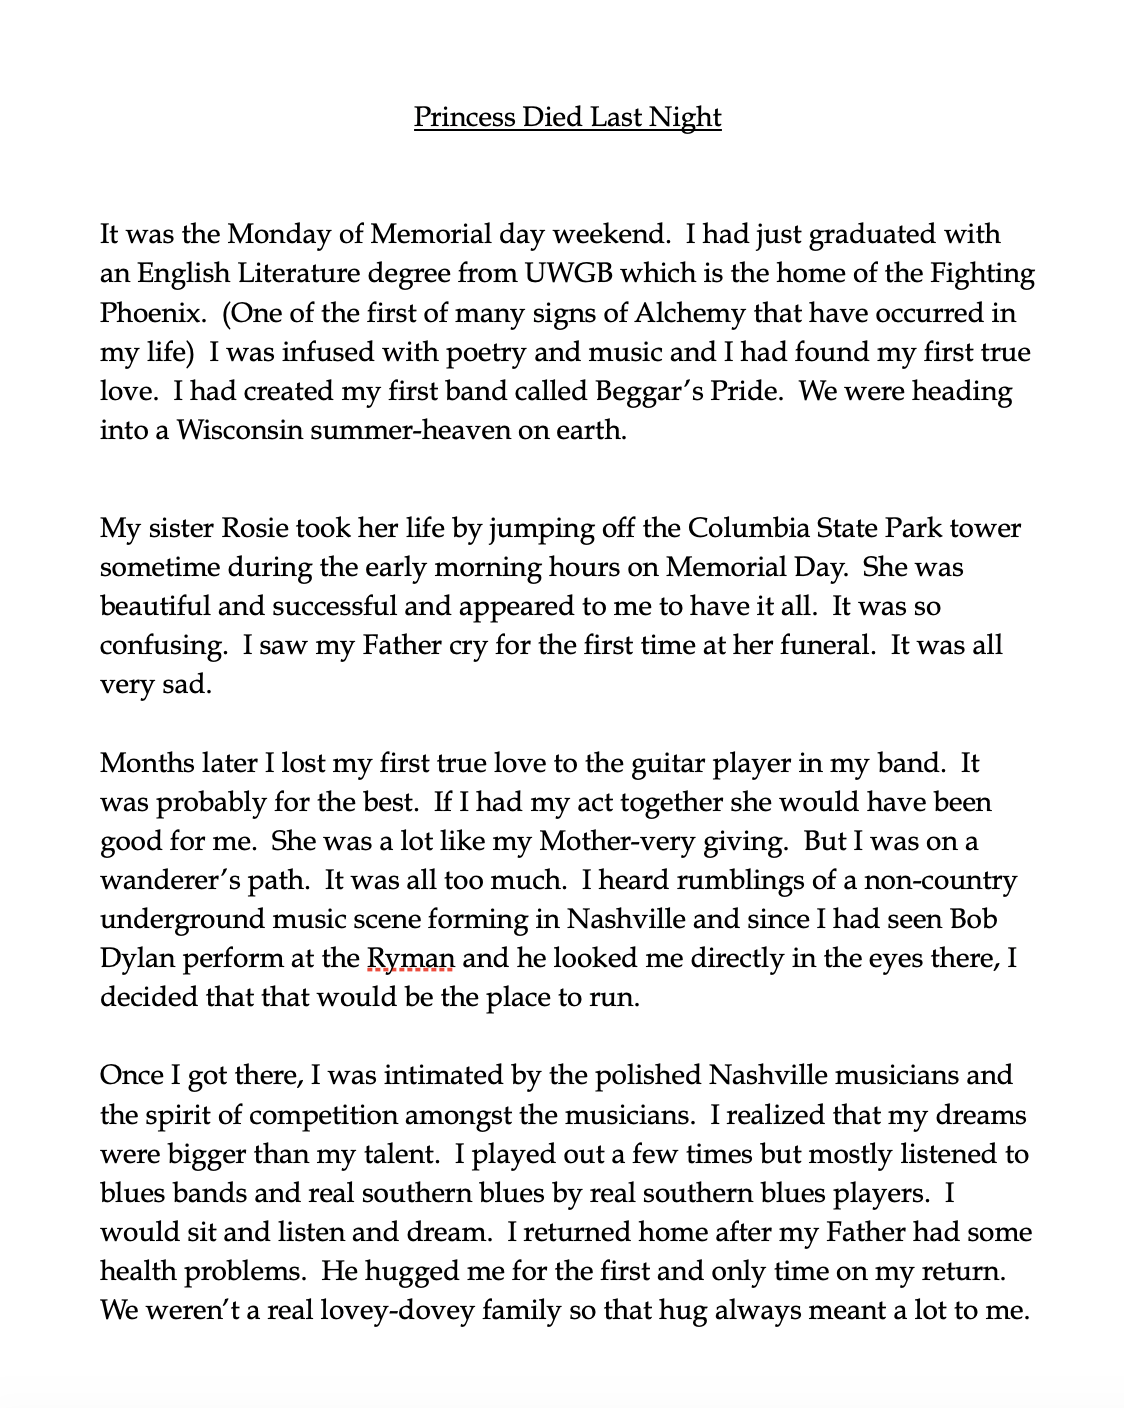 Princess Died Last Night
It was the Monday of Memorial day weekend.  I had just graduated with
an English Literature degree from UWGB which is the home of the Fighting
Phoenix.  (One of the first of many signs of Alchemy that have occurred in
my life)  I was infused with poetry and music and I had found my first true
love.  I had created my first band called Beggar’s Pride.  We were heading
into a Wisconsin summer-heaven on earth.
My sister Rosie took her life by jumping off the Columbia State Park tower
sometime during the early morning hours on Memorial Day.  She was
beautiful and successful and appeared to me to have it all.  It was so
confusing.  I saw my Father cry for the first time at her funeral.  It was all
very sad.
Months later I lost my first true love to the guitar player in my band.  It
was probably for the best.  If I had my act together she would have been
good for me.  She was a lot like my Mother-very giving.  But I was on a
wanderer’s path.  It was all too much.  I heard rumblings of a non-country
underground music scene forming in Nashville and since I had seen Bob
Dylan perform at the Ryman and he looked me directly in the eyes there, I
decided that that would be the place to run.
Once I got there, I was intimated by the polished Nashville musicians and
the spirit of competition amongst the musicians.  I realized that my dreams
were bigger than my talent.  I played out a few times but mostly listened to
blues bands and real southern blues by real southern blues players.  I
would sit and listen and dream.  I returned home after my Father had some
health problems.  He hugged me for the first and only time on my return.
We weren’t a real lovey-dovey family so that hug always meant a lot to me.